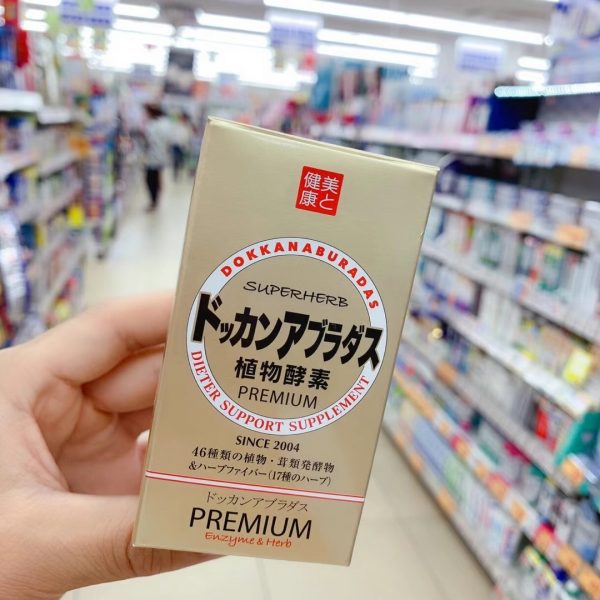 美と
健康
DOKKANABURADAS
SUPERHERB
ドッカンアブラダス
植物酵素
PREMIUM
DIETER SUPPORT SUPPLEMENT
SINCE 2004
46種類の植物・茸類発酵物
&ハーブファイバー(17種のハーブ)
ドッカンアブラダス
PREMIUM
Enzyme & Herb